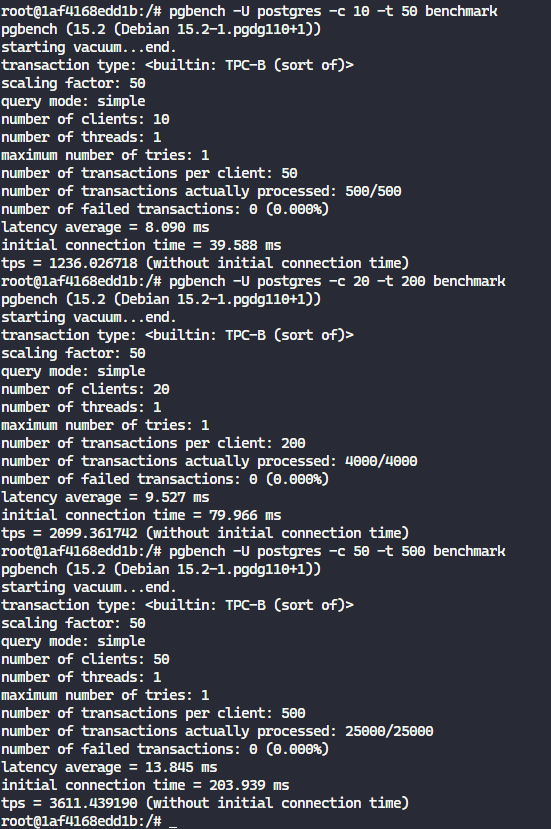 root@1af4168edd1b:/# pgbench -U postgres -c 10 -t 50 benchmark
pgbench (15.2 (Debian 15.2-1.pgdg110+1))
starting vacuum...end.
transaction type: <builtin: TPC-B (sort of)>
scaling factor: 50
query mode: simple
number of clients: 10
number of threads: 1
maximum number of tries: 1
number of transactions per client: 50
number of transactions actually processed: 500/500
number of failed transactions: 0 (0.000%)
latency average = 8.090 ms
initial connection time = 39.588 ms
tps = 1236.026718 (without initial connection time)
root@1af4168edd1b:/# pgbench -U postgres -c 20 -t 200 benchmark
pgbench (15.2 (Debian 15.2-1.pgdg110+1))
starting vacuum...end.
transaction type: <builtin: TPC-B (sort of)>
scaling factor: 50
query mode: simple
number of clients: 20
number of threads: 1
maximum number of tries: 1
number of transactions per client: 200
number of transactions actually processed: 4000/4000
number of failed transactions: 0 (0.000%)
latency average = 9.527 ms
initial connection time = 79.966 ms
tps = 2099.361742 (without initial connection time)
root@1af4168edd1b:/# pgbench -U postgres -c 50 -t 500 benchmark
pgbench (15.2 (Debian 15.2-1.pgdg110+1))
starting vacuum...end.
transaction type: <builtin: TPC-B (sort of)>
scaling factor: 50
query mode: simple
number of clients: 50
number of threads: 1
maximum number of tries: 1
number of transactions per client: 500
number of transactions actually processed: 25000/25000
number of failed transactions: 0 (0.000%)
latency average = 13.845 ms
initial connection time = 203.939 ms
tps = 3611.439190 (without initial connection time)
root@1af4168edd1b:/# _